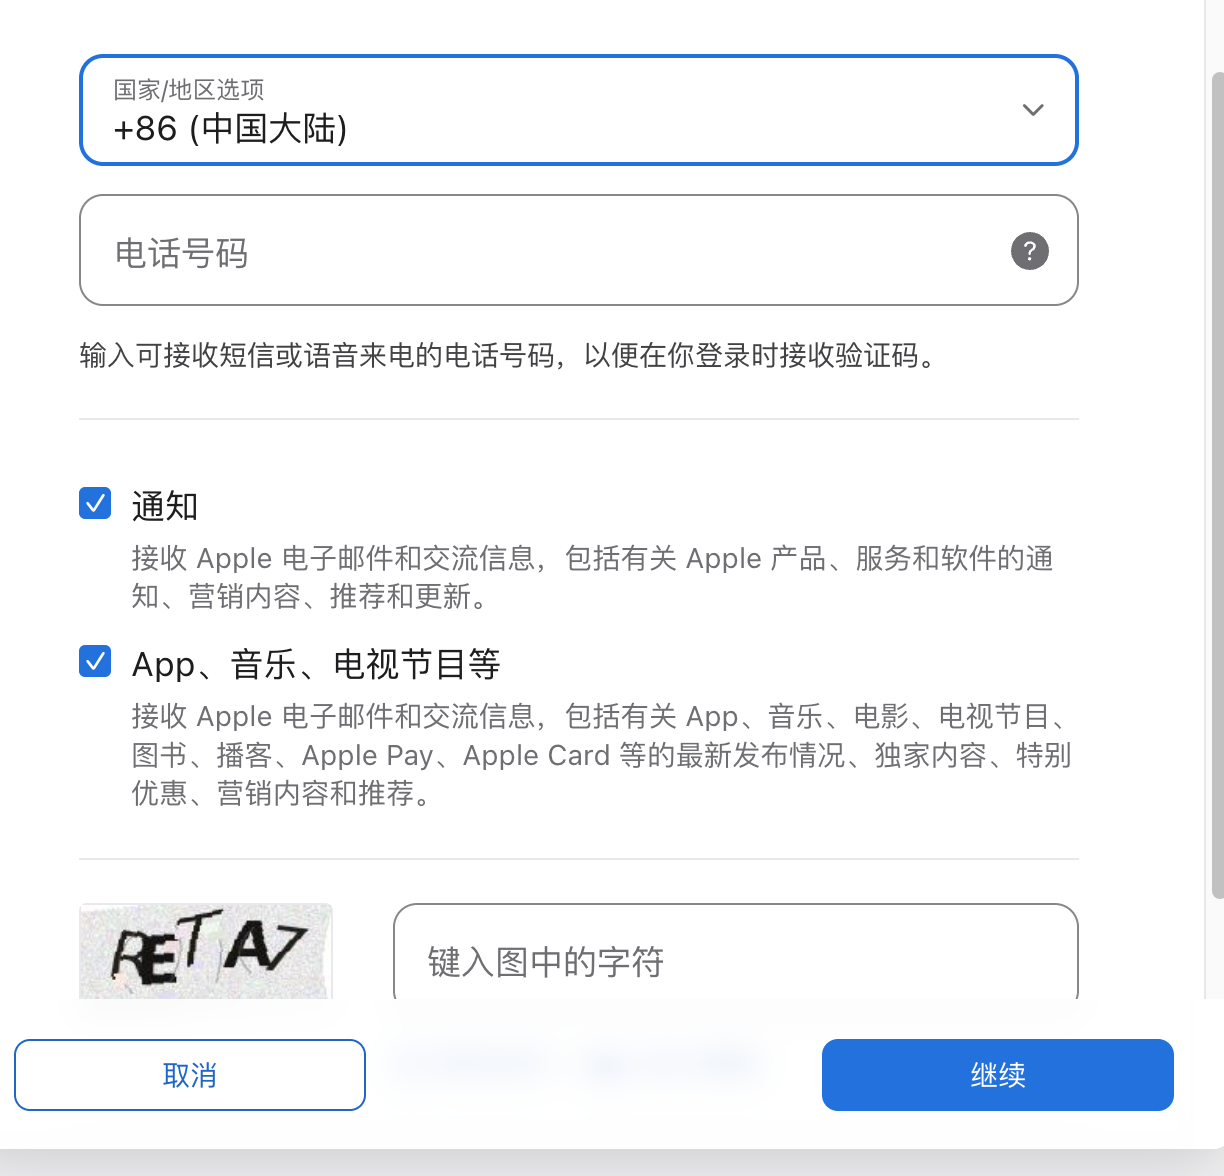 国家/地区选项
+86 (中国大陆)
电话号码
?
输入可接收短信或语音来电的电话号码，以便在你登录时接收验证码。
通知
接收 Apple 电子邮件和交流信息，包括有关 Apple 产品、服务和软件的通
知、营销内容、推荐和更新。
App、音乐、电视节目等
接收 Apple 电子邮件和交流信息，包括有关 App、音乐、电影、电视节目、
图书、播客、Apple Pay、Apple Card 等的最新发布情况、独家内容、特别
优惠、营销内容和推荐。
RETA7
键入图中的字符
取消
继续